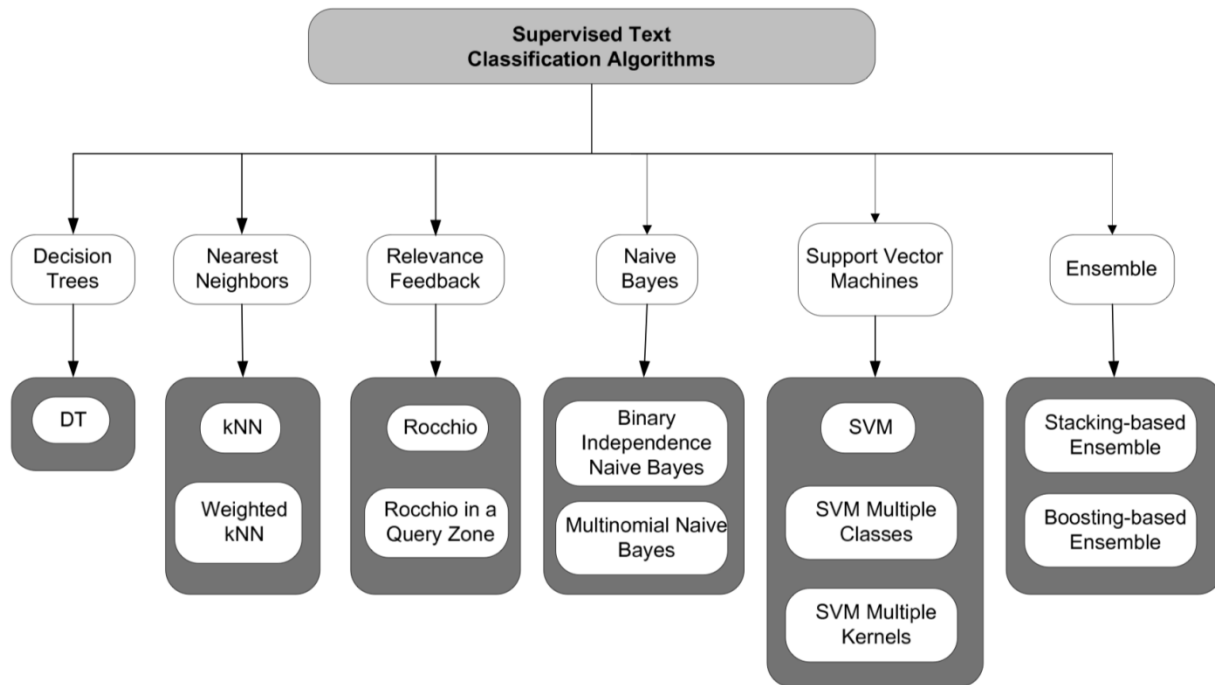 Supervised Text
Classification Algorithms
Decision
Trees
Nearest
Neighbors
Relevance
Feedback
Naive
Bayes
Support Vector
Machines
Ensemble
DT
kNN
Weighted
kNN
Rocchio
Rocchio in a
Query Zone
Binary
Independence
Naive Bayes
Multinomial Naive
Bayes
SVM
SVM Multiple
Classes
SVM Multiple
Kernels
Stacking-based
Ensemble
Boosting-based
Ensemble